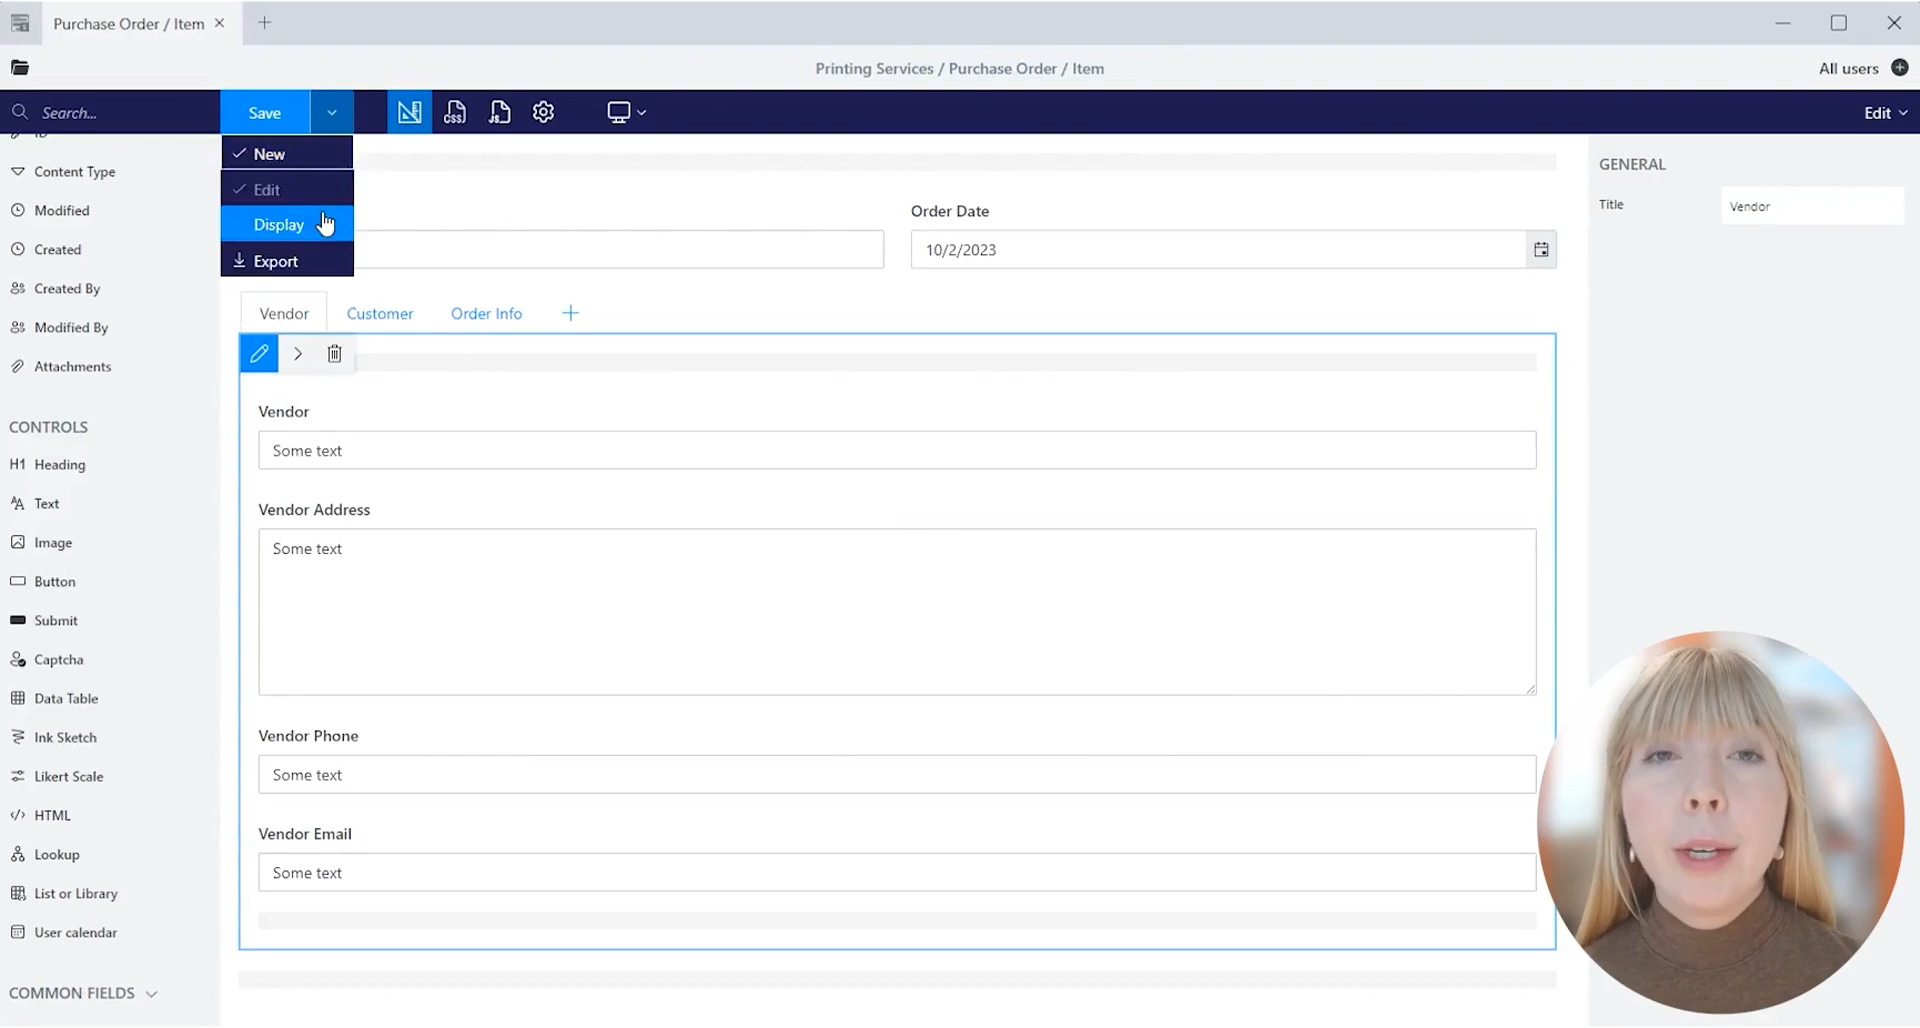 Purchase Order / Item
Printing Services / Purchase Order / Item
All users
Search...
Save
Edit
New
Edit
Display
Export
ID
Content Type
Modified
Created
Created By
Modified By
Attachments
CONTROLS
H1 Heading
Text
Image
Button
Submit
Captcha
Data Table
Ink Sketch
Likert Scale
HTML
Lookup
List or Library
User calendar
COMMON FIELDS
Order Date
10/2/2023
Vendor
Customer
Order Info
Vendor
Some text
Vendor Address
Some text
Vendor Phone
Some text
Vendor Email
Some text
GENERAL
Title
Vendor
CSS
JS